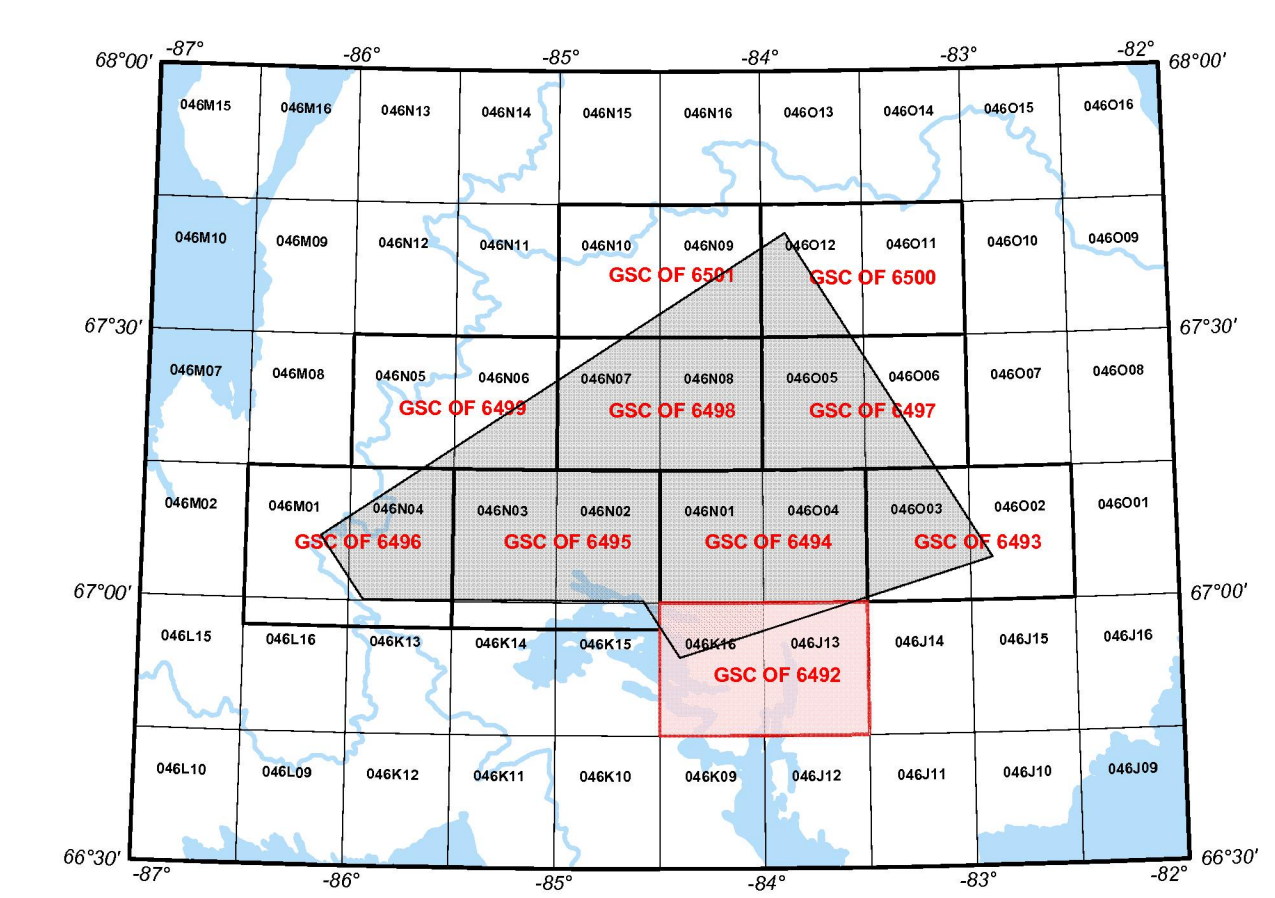 -87° -86° -85° -84° -83° -82°
68°00' 68°00'
046M15 046M16 046N13 046N14 046N15 046N16 046O13 046O14 046O15 046O16
046M10 046M09 046N12 046N11 046N10 046N09 046O12 046O11 046O10 046O09
GSC OF 6501 GSC OF 6500
67°30' 67°30'
046M07 046M08 046N05 046N06 046N07 046N08 046O05 046O06 046O07 046O08
GSC OF 6499 GSC OF 6498 GSC OF 6497
046M02 046M01 046N04 046N03 046N02 046N01 046O04 046O03 046O02 046O01
GSC OF 6496 GSC OF 6495 GSC OF 6494 GSC OF 6493
67°00' 67°00'
046L15 046L16 046K13 046K14 046K15 046K16 046J13 046J14 046J15 046J16
GSC OF 6492
046L10 046L09 046K12 046K11 046K10 046K09 046J12 046J11 046J10 046J09
66°30' 66°30'
-87° -86° -85° -84° -83° -82°